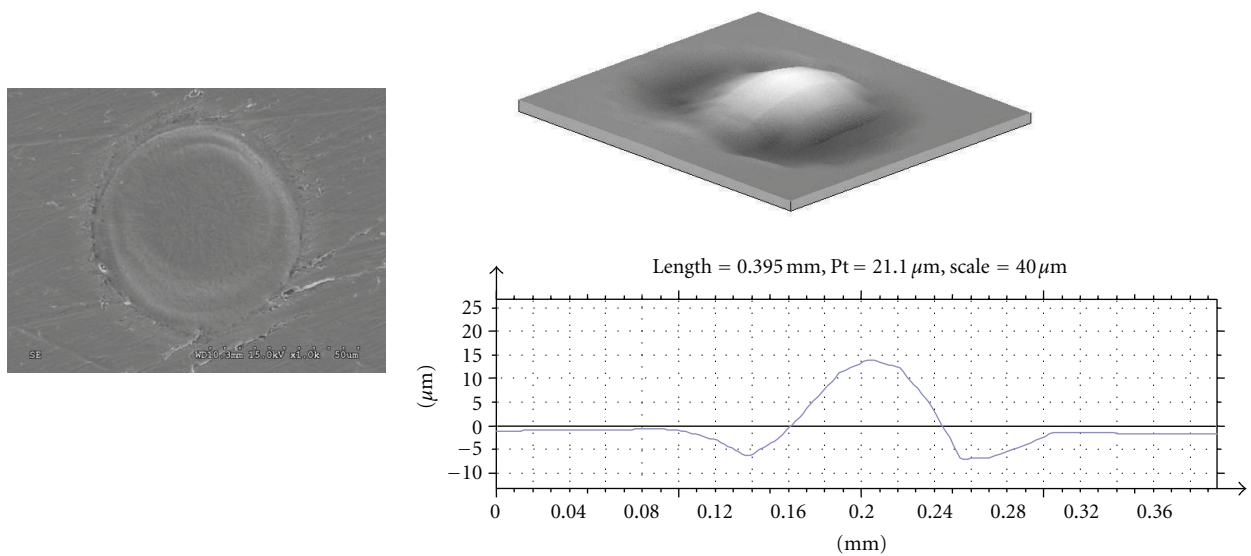 SE
WD10.3mm 15.0kV x1.0k 50um
Length = 0.395 mm, Pt = 21.1 μm, scale = 40 μm
25
20
15
10
5
0
−5
−10
(μm)
0 0.04 0.08 0.12 0.16 0.2 0.24 0.28 0.32 0.36
(mm)